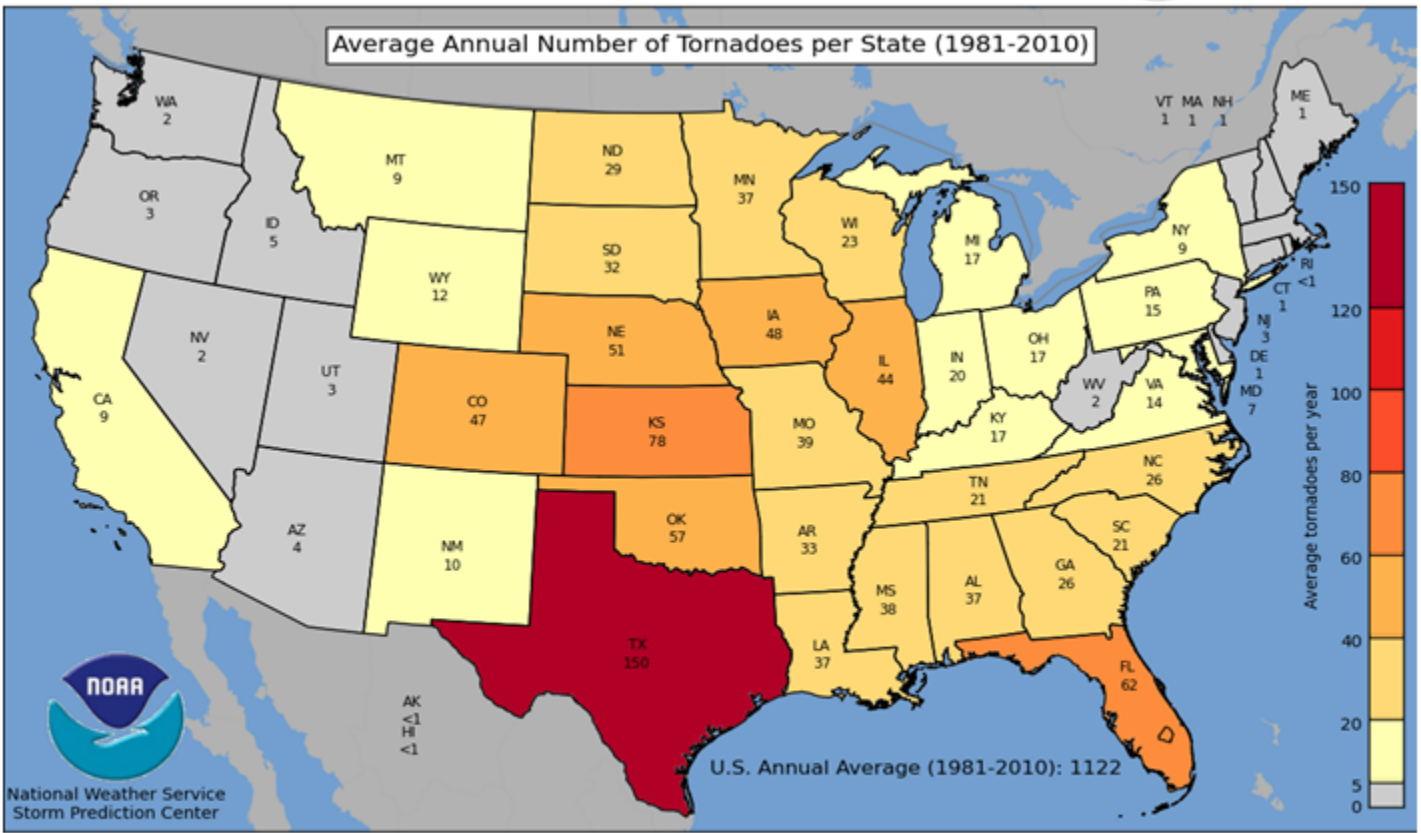 Average Annual Number of Tornadoes per State (1981-2010)
WA
2
OR
3
ID
5
MT
9
WY
12
NV
2
UT
3
CA
9
AZ
4
CO
47
NM
10
ND
29
SD
32
NE
51
KS
78
OK
57
TX
150
MN
37
IA
48
MO
39
AR
33
LA
37
WI
23
IL
44
MI
17
IN
20
OH
17
KY
17
TN
21
MS
38
AL
37
GA
26
FL
62
SC
21
NC
26
VA
14
WV
2
PA
15
NY
9
VT MA NH
1 1 1
ME
1
RI
<1
CT
1
NJ
3
DE
1
MD
7
AK
<1
HI
<1
150
120
100
80
60
40
20
5
0
Average tornadoes per year
U.S. Annual Average (1981-2010): 1122
NOAA
National Weather Service
Storm Prediction Center